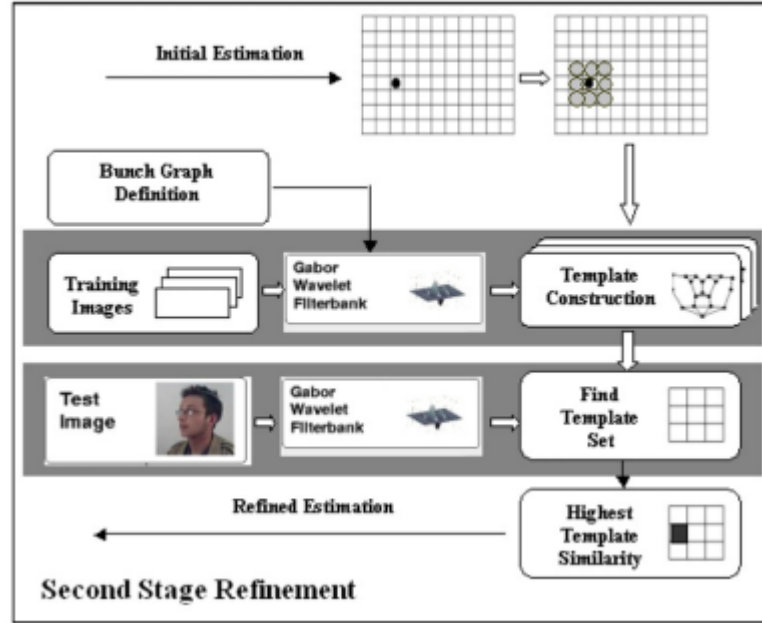 Initial Estimation
Bunch Graph
Definition
Training
Images
Gabor
Wavelet
Filterbank
Template
Construction
Test
Image
Gabor
Wavelet
Filterbank
Find
Template
Set
Refined Estimation
Highest
Template
Similarity
Second Stage Refinement